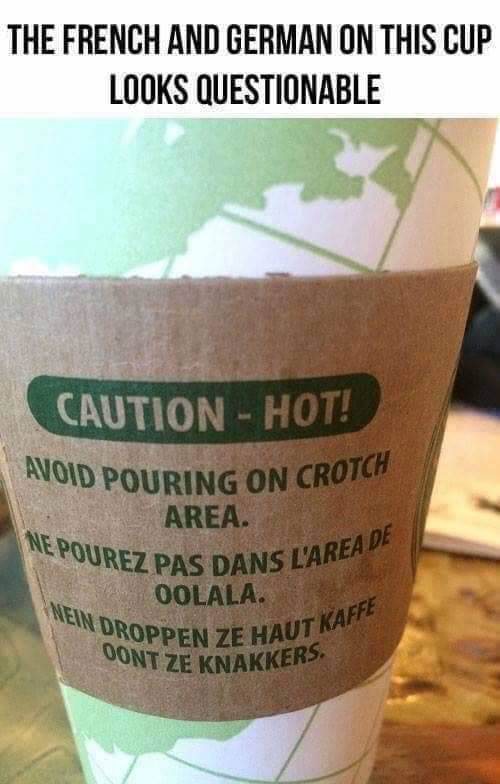 THE FRENCH AND GERMAN ON THIS CUP
LOOKS QUESTIONABLE
CAUTION - HOT!
AVOID POURING ON CROTCH
AREA.
NE POUREZ PAS DANS L'AREA DE
OOLALA.
NEIN DROPPEN ZE HAUT KAFFE
OONT ZE KNAKKERS.